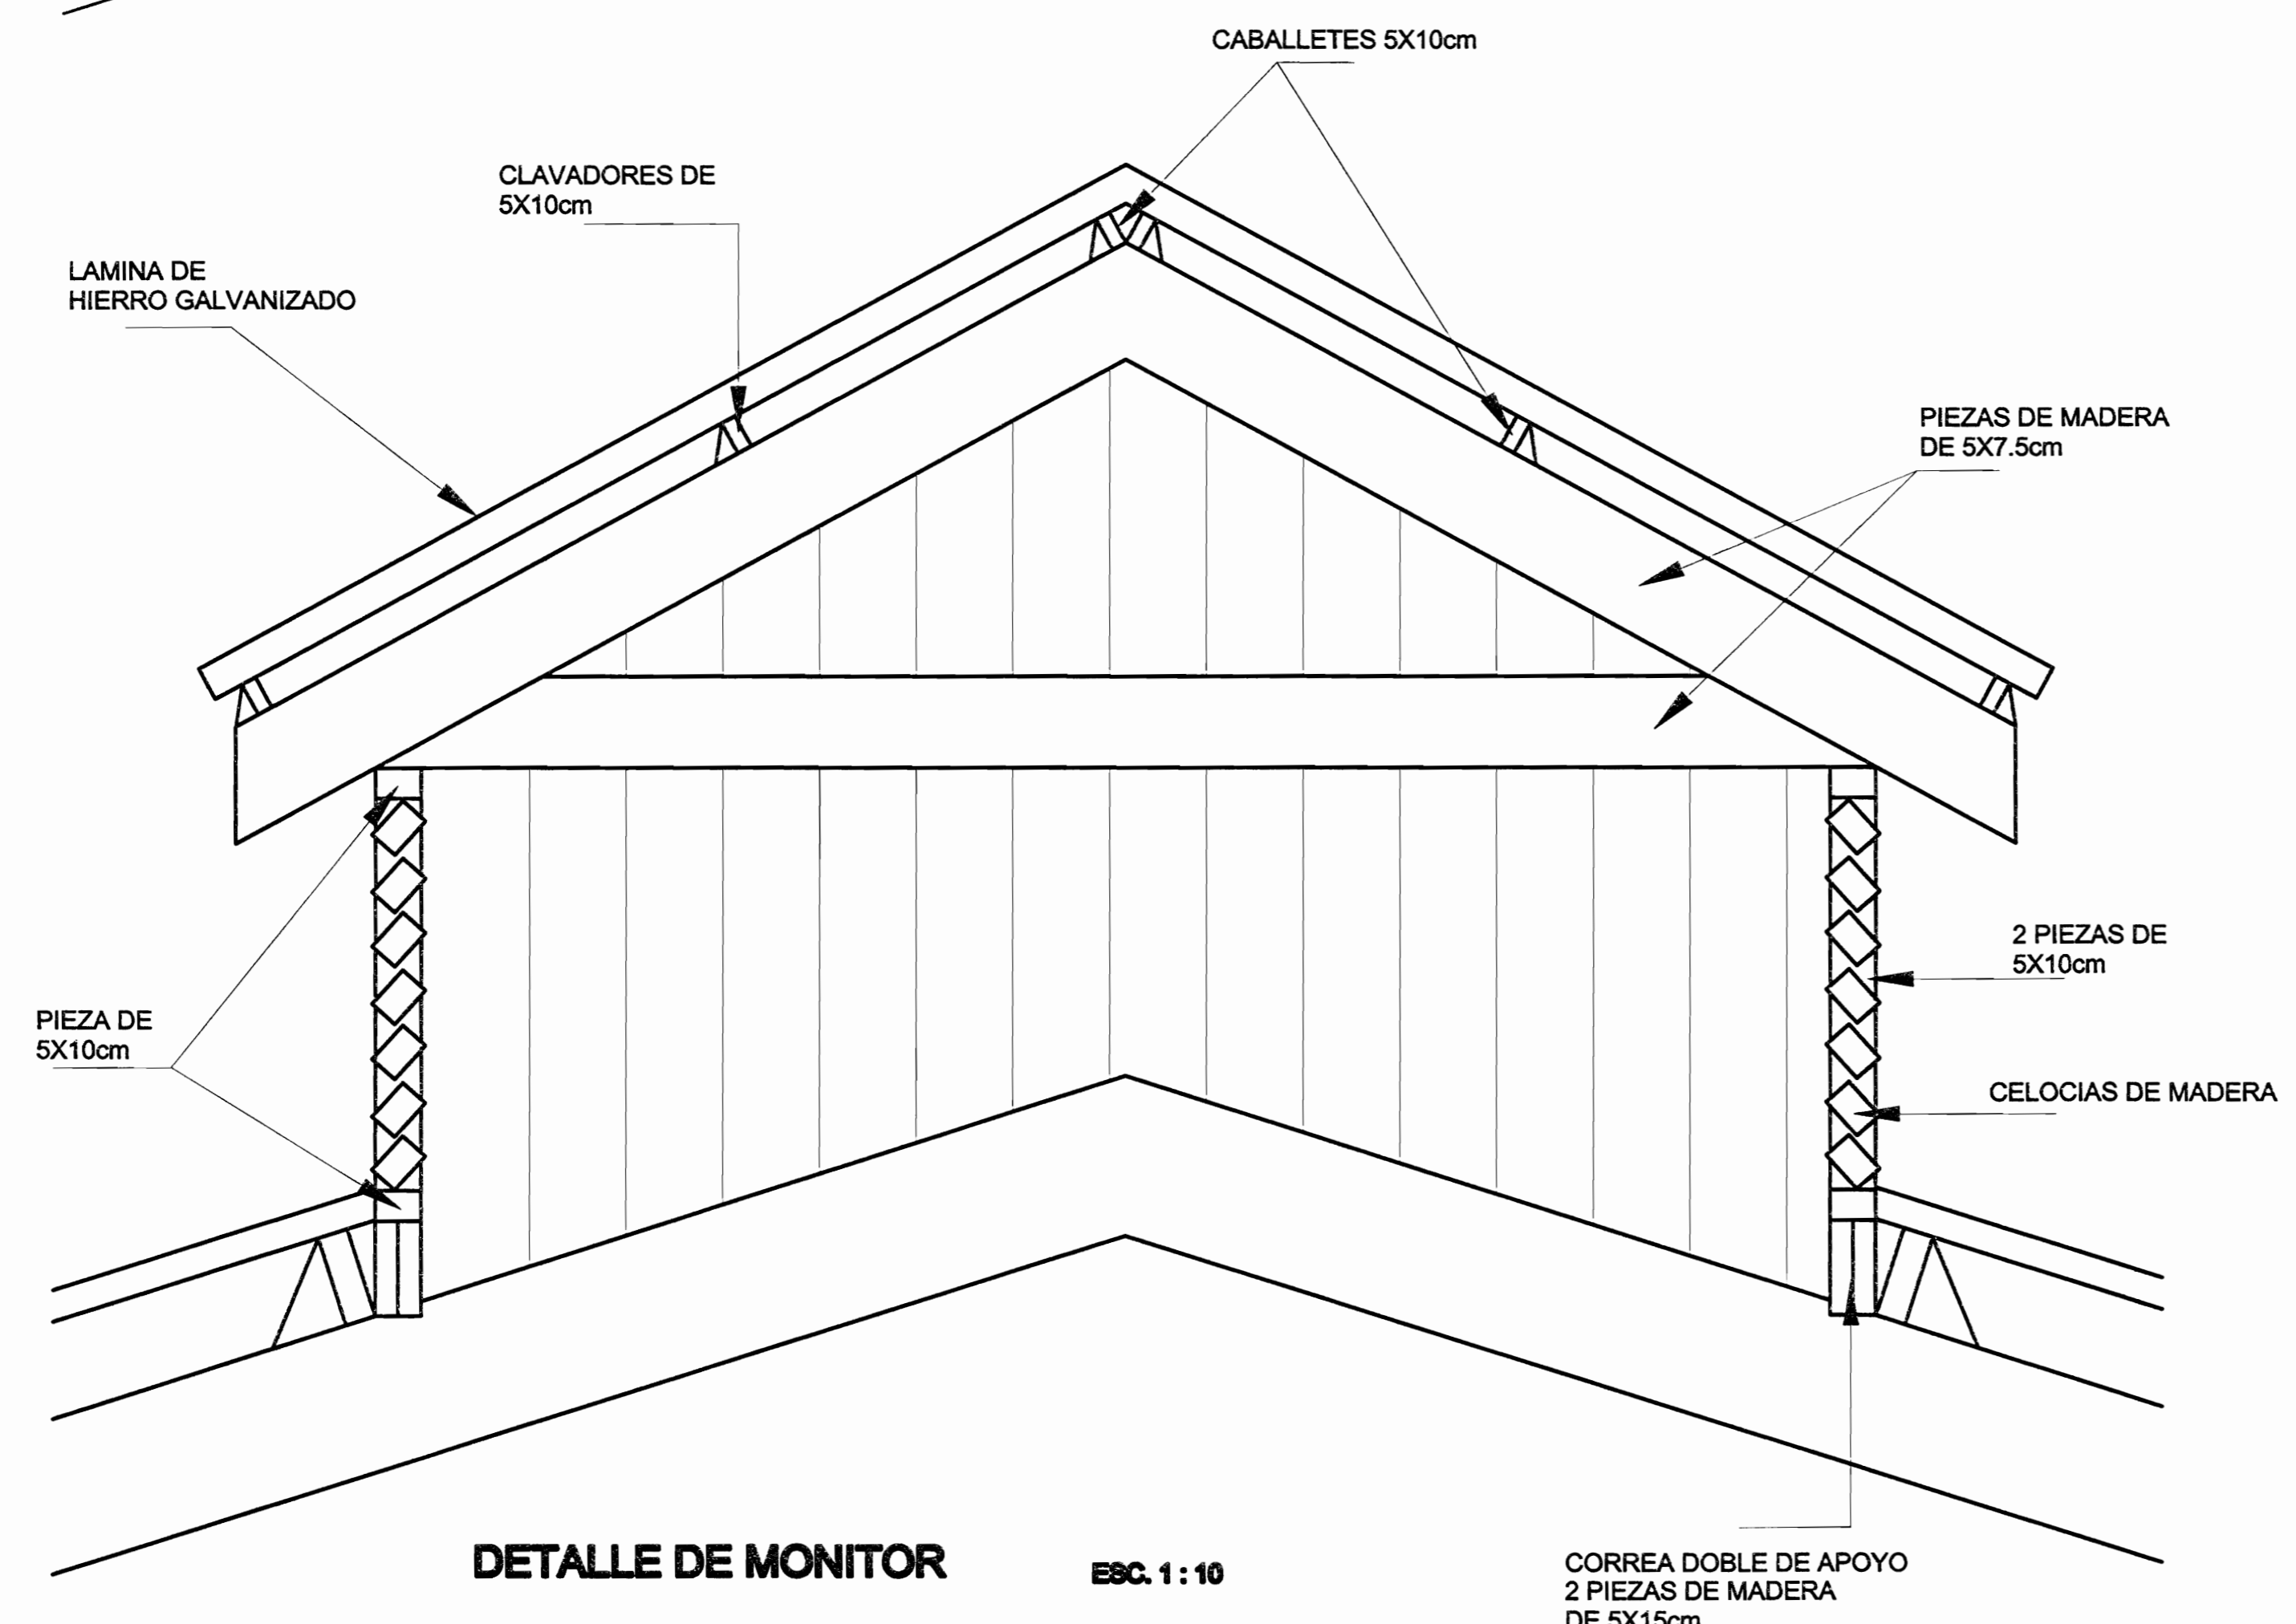 CABALLETES 5X10cm
CLAVADORES DE
5X10cm
LAMINA DE
HIERRO GALVANIZADO
PIEZAS DE MADERA
DE 5X7.5cm
2 PIEZAS DE
5X10cm
PIEZA DE
5X10cm
CELOCIAS DE MADERA
DETALLE DE MONITOR
ESC. 1 : 10
CORREA DOBLE DE APOYO
2 PIEZAS DE MADERA
DE 5X15cm